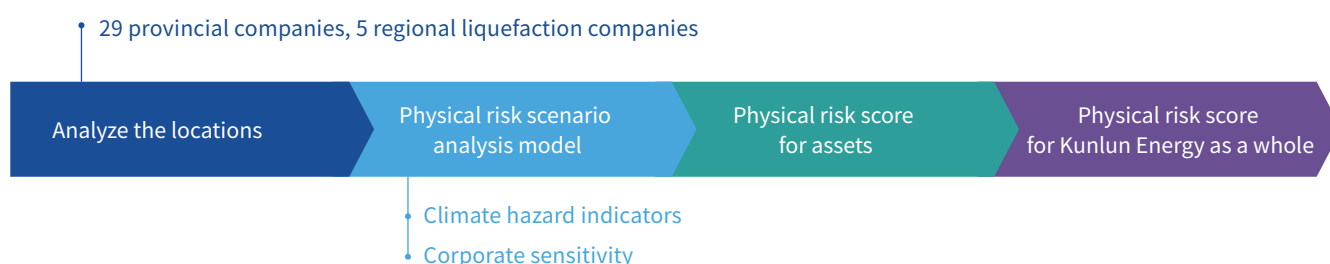 29 provincial companies, 5 regional liquefaction companies
Analyze the locations
Physical risk scenario
analysis model
Physical risk score
for assets
Physical risk score
for Kunlun Energy as a whole
Climate hazard indicators
Corporate sensitivity